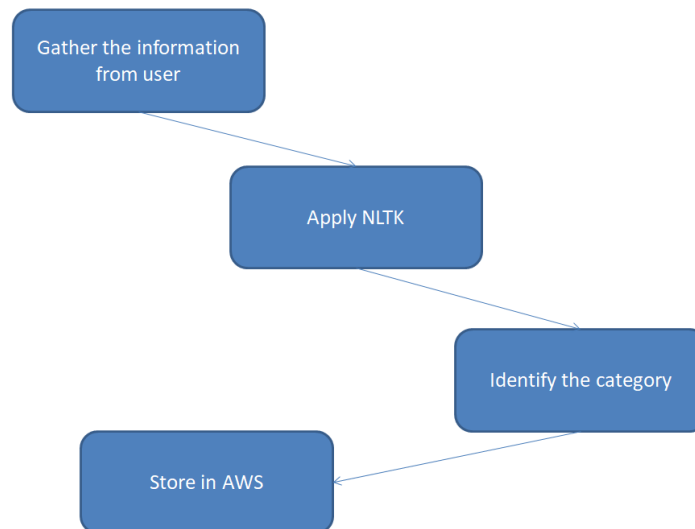 Gather the information
from user
Apply NLTK
Identify the category
Store in AWS